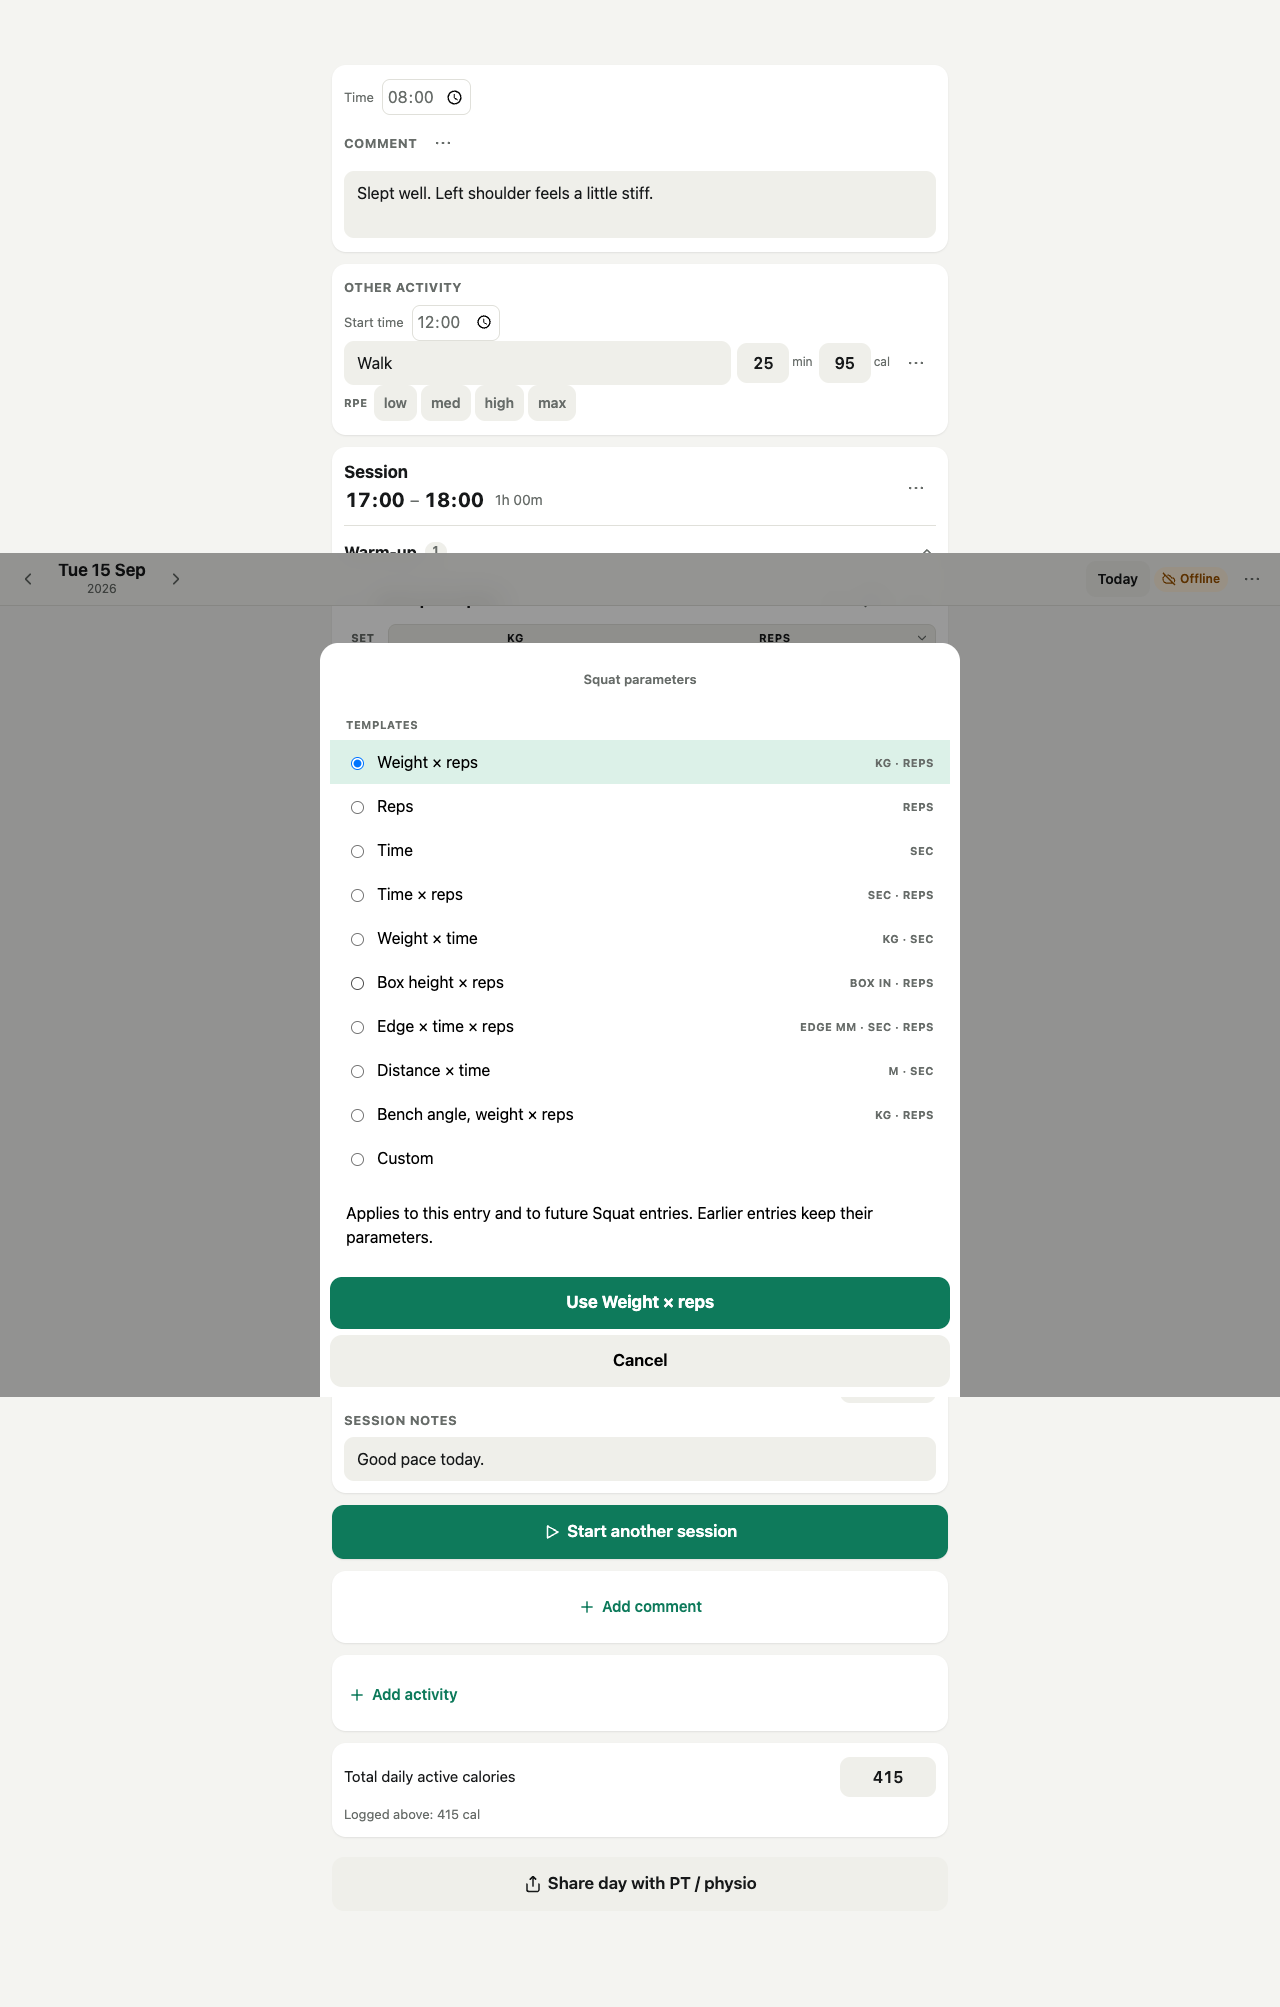 Time 08:00
COMMENT ···
Slept well. Left shoulder feels a little stiff.
OTHER ACTIVITY
Start time 12:00
Walk 25 min 95 cal ···
RPE low med high max
Session
17:00 – 18:00 1h 00m ···
Warm-up 1
Tue 15 Sep
2026
Today Offline ···
SET KG REPS
Squat parameters
TEMPLATES
Weight × reps KG · REPS
Reps REPS
Time SEC
Time × reps SEC · REPS
Weight × time KG · SEC
Box height × reps BOX IN · REPS
Edge × time × reps EDGE MM · SEC · REPS
Distance × time M · SEC
Bench angle, weight × reps KG · REPS
Custom
Applies to this entry and to future Squat entries. Earlier entries keep their
parameters.
Use Weight × reps
Cancel
SESSION NOTES
Good pace today.
Start another session
+ Add comment
+ Add activity
Total daily active calories 415
Logged above: 415 cal
Share day with PT / physio